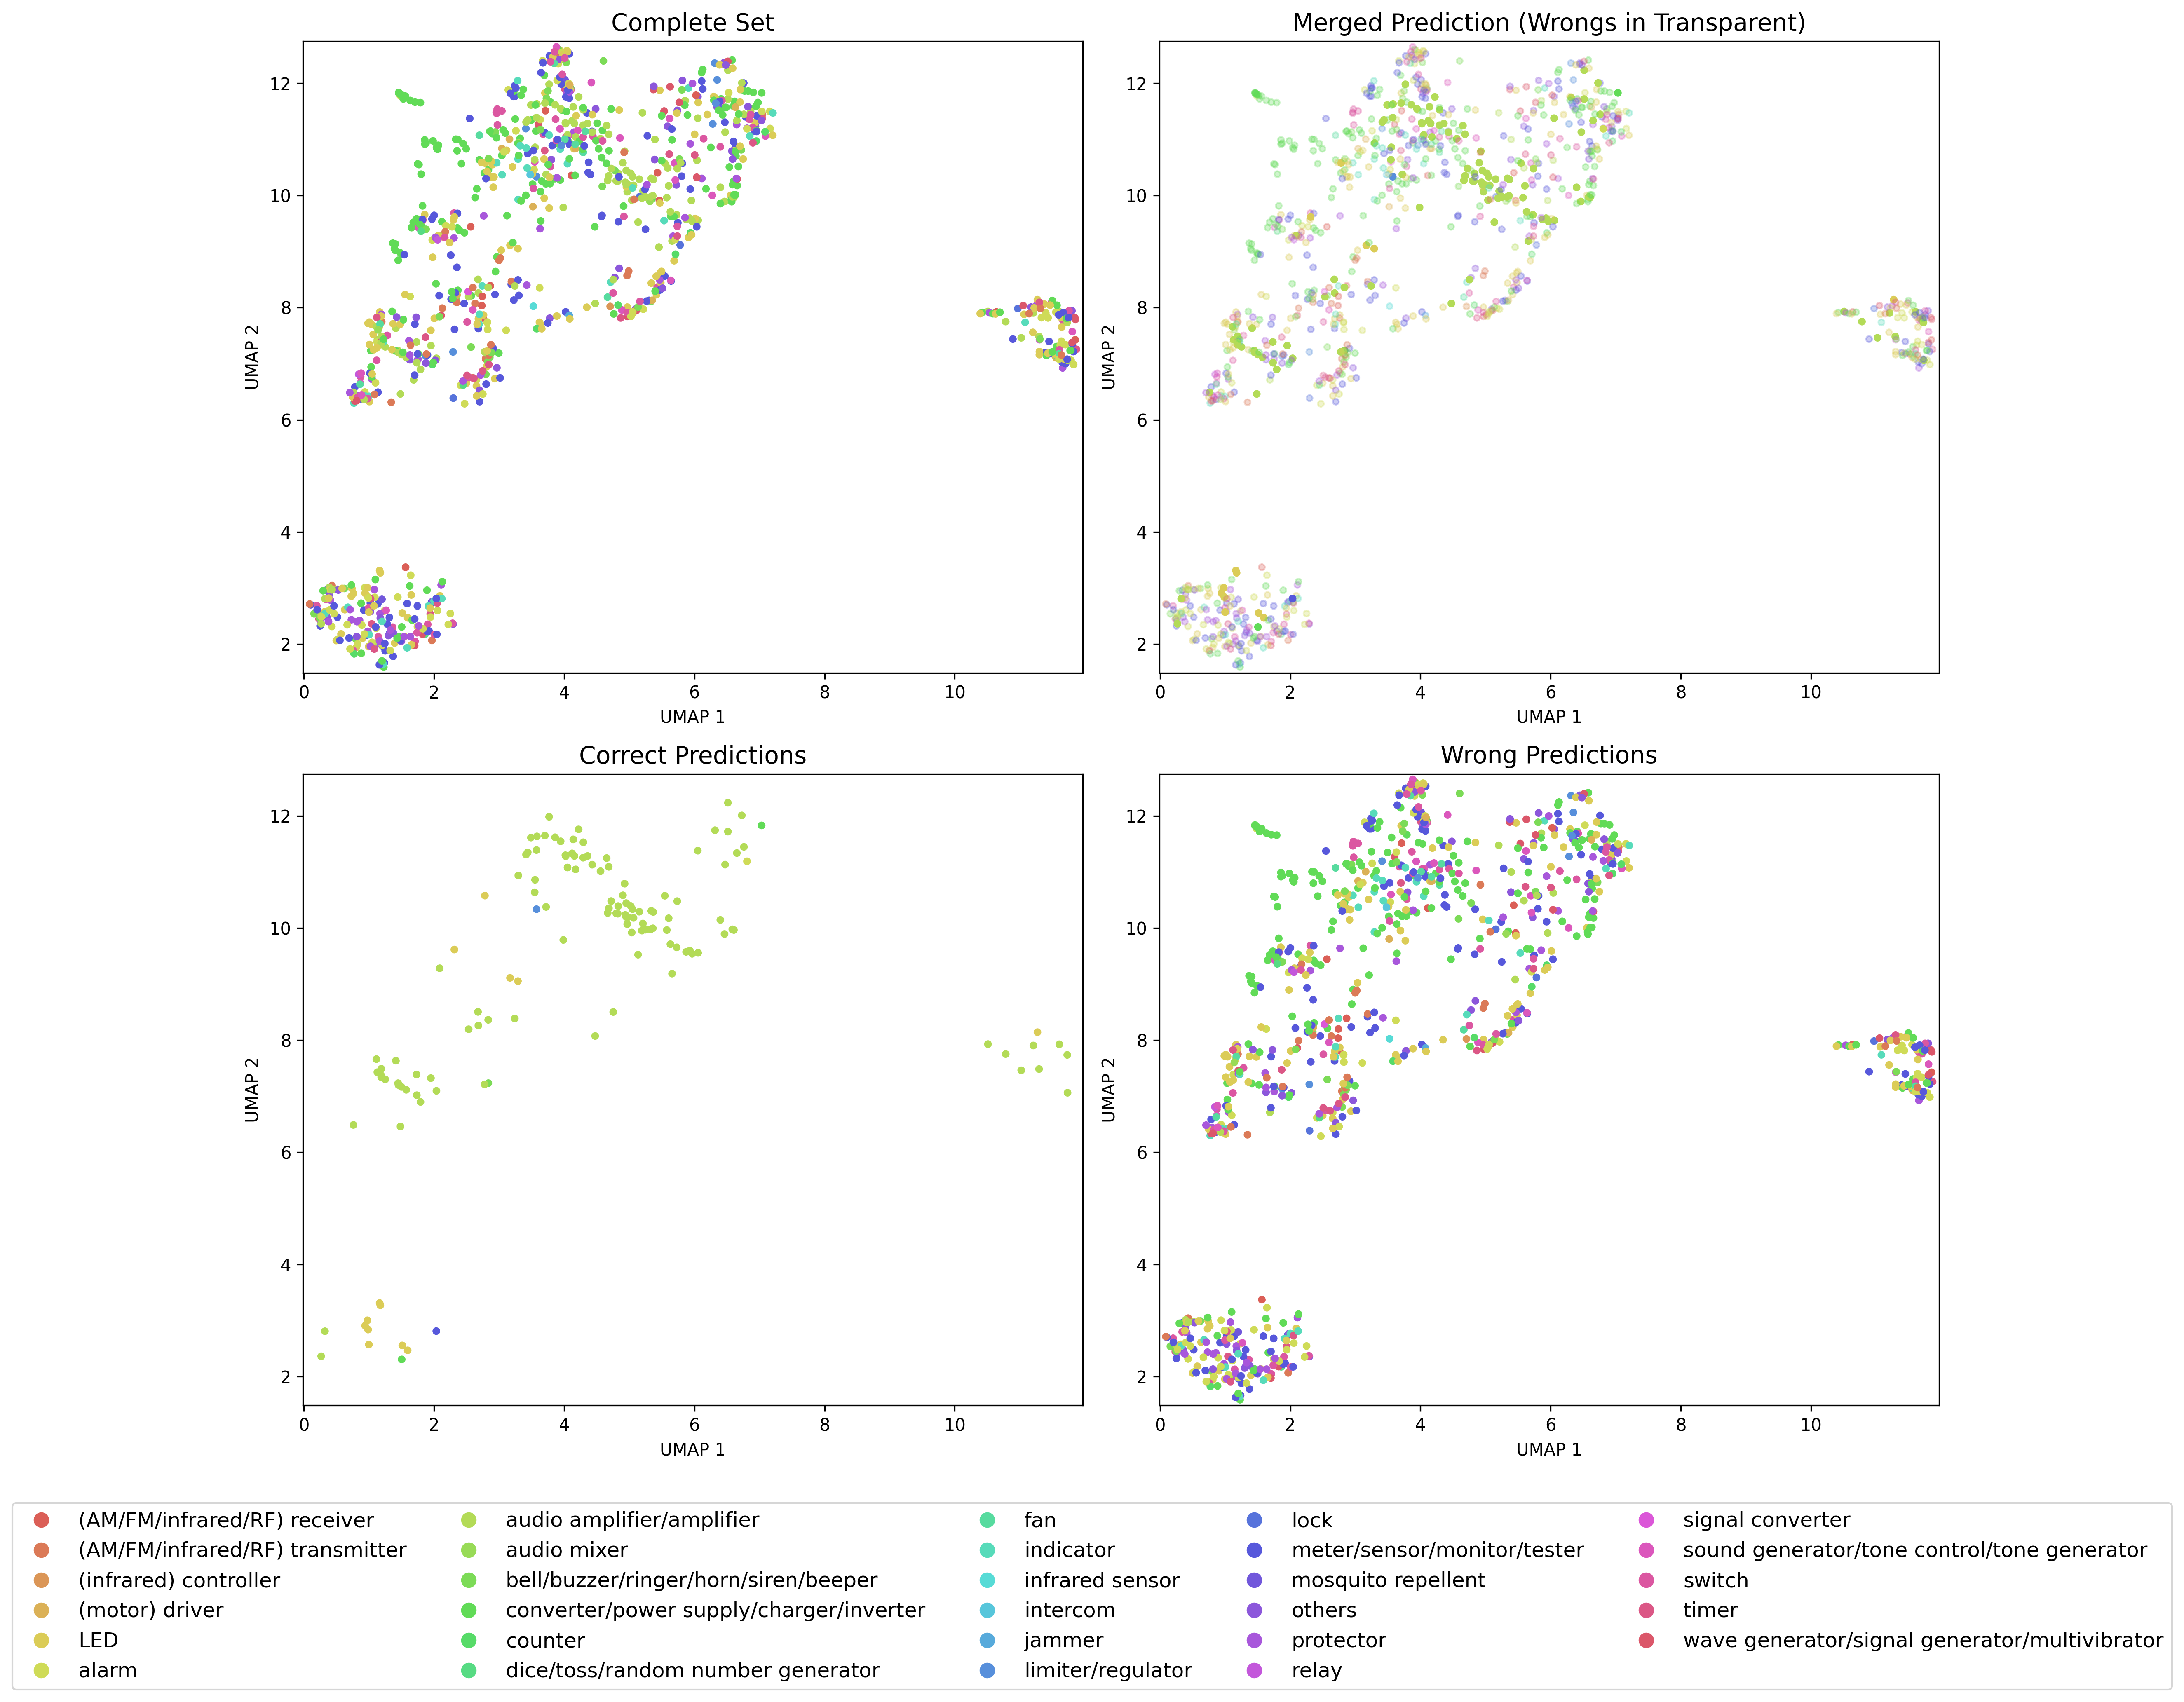 Complete Set
12
10
8
6
4
2
UMAP 2
0 2 4 6 8 10
UMAP 1
Merged Prediction (Wrongs in Transparent)
12
10
8
6
4
2
UMAP 2
0 2 4 6 8 10
UMAP 1
Correct Predictions
12
10
8
6
4
2
UMAP 2
0 2 4 6 8 10
UMAP 1
Wrong Predictions
12
10
8
6
4
2
UMAP 2
0 2 4 6 8 10
UMAP 1
(AM/FM/infrared/RF) receiver
(AM/FM/infrared/RF) transmitter
(infrared) controller
(motor) driver
LED
alarm
audio amplifier/amplifier
audio mixer
bell/buzzer/ringer/horn/siren/beeper
converter/power supply/charger/inverter
counter
dice/toss/random number generator
fan
indicator
infrared sensor
intercom
jammer
limiter/regulator
lock
meter/sensor/monitor/tester
mosquito repellent
others
protector
relay
signal converter
sound generator/tone control/tone generator
switch
timer
wave generator/signal generator/multivibrator